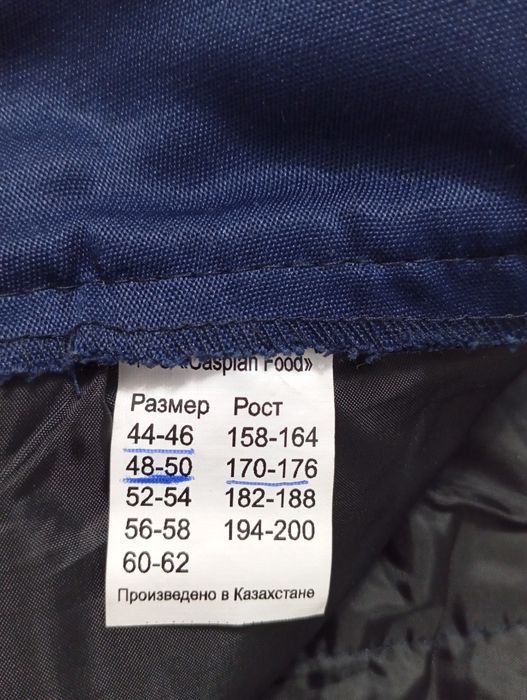 «Caspian Food»
Размер Рост
44-46 158-164
48-50 170-176
52-54 182-188
56-58 194-200
60-62
Произведено в Казахстане